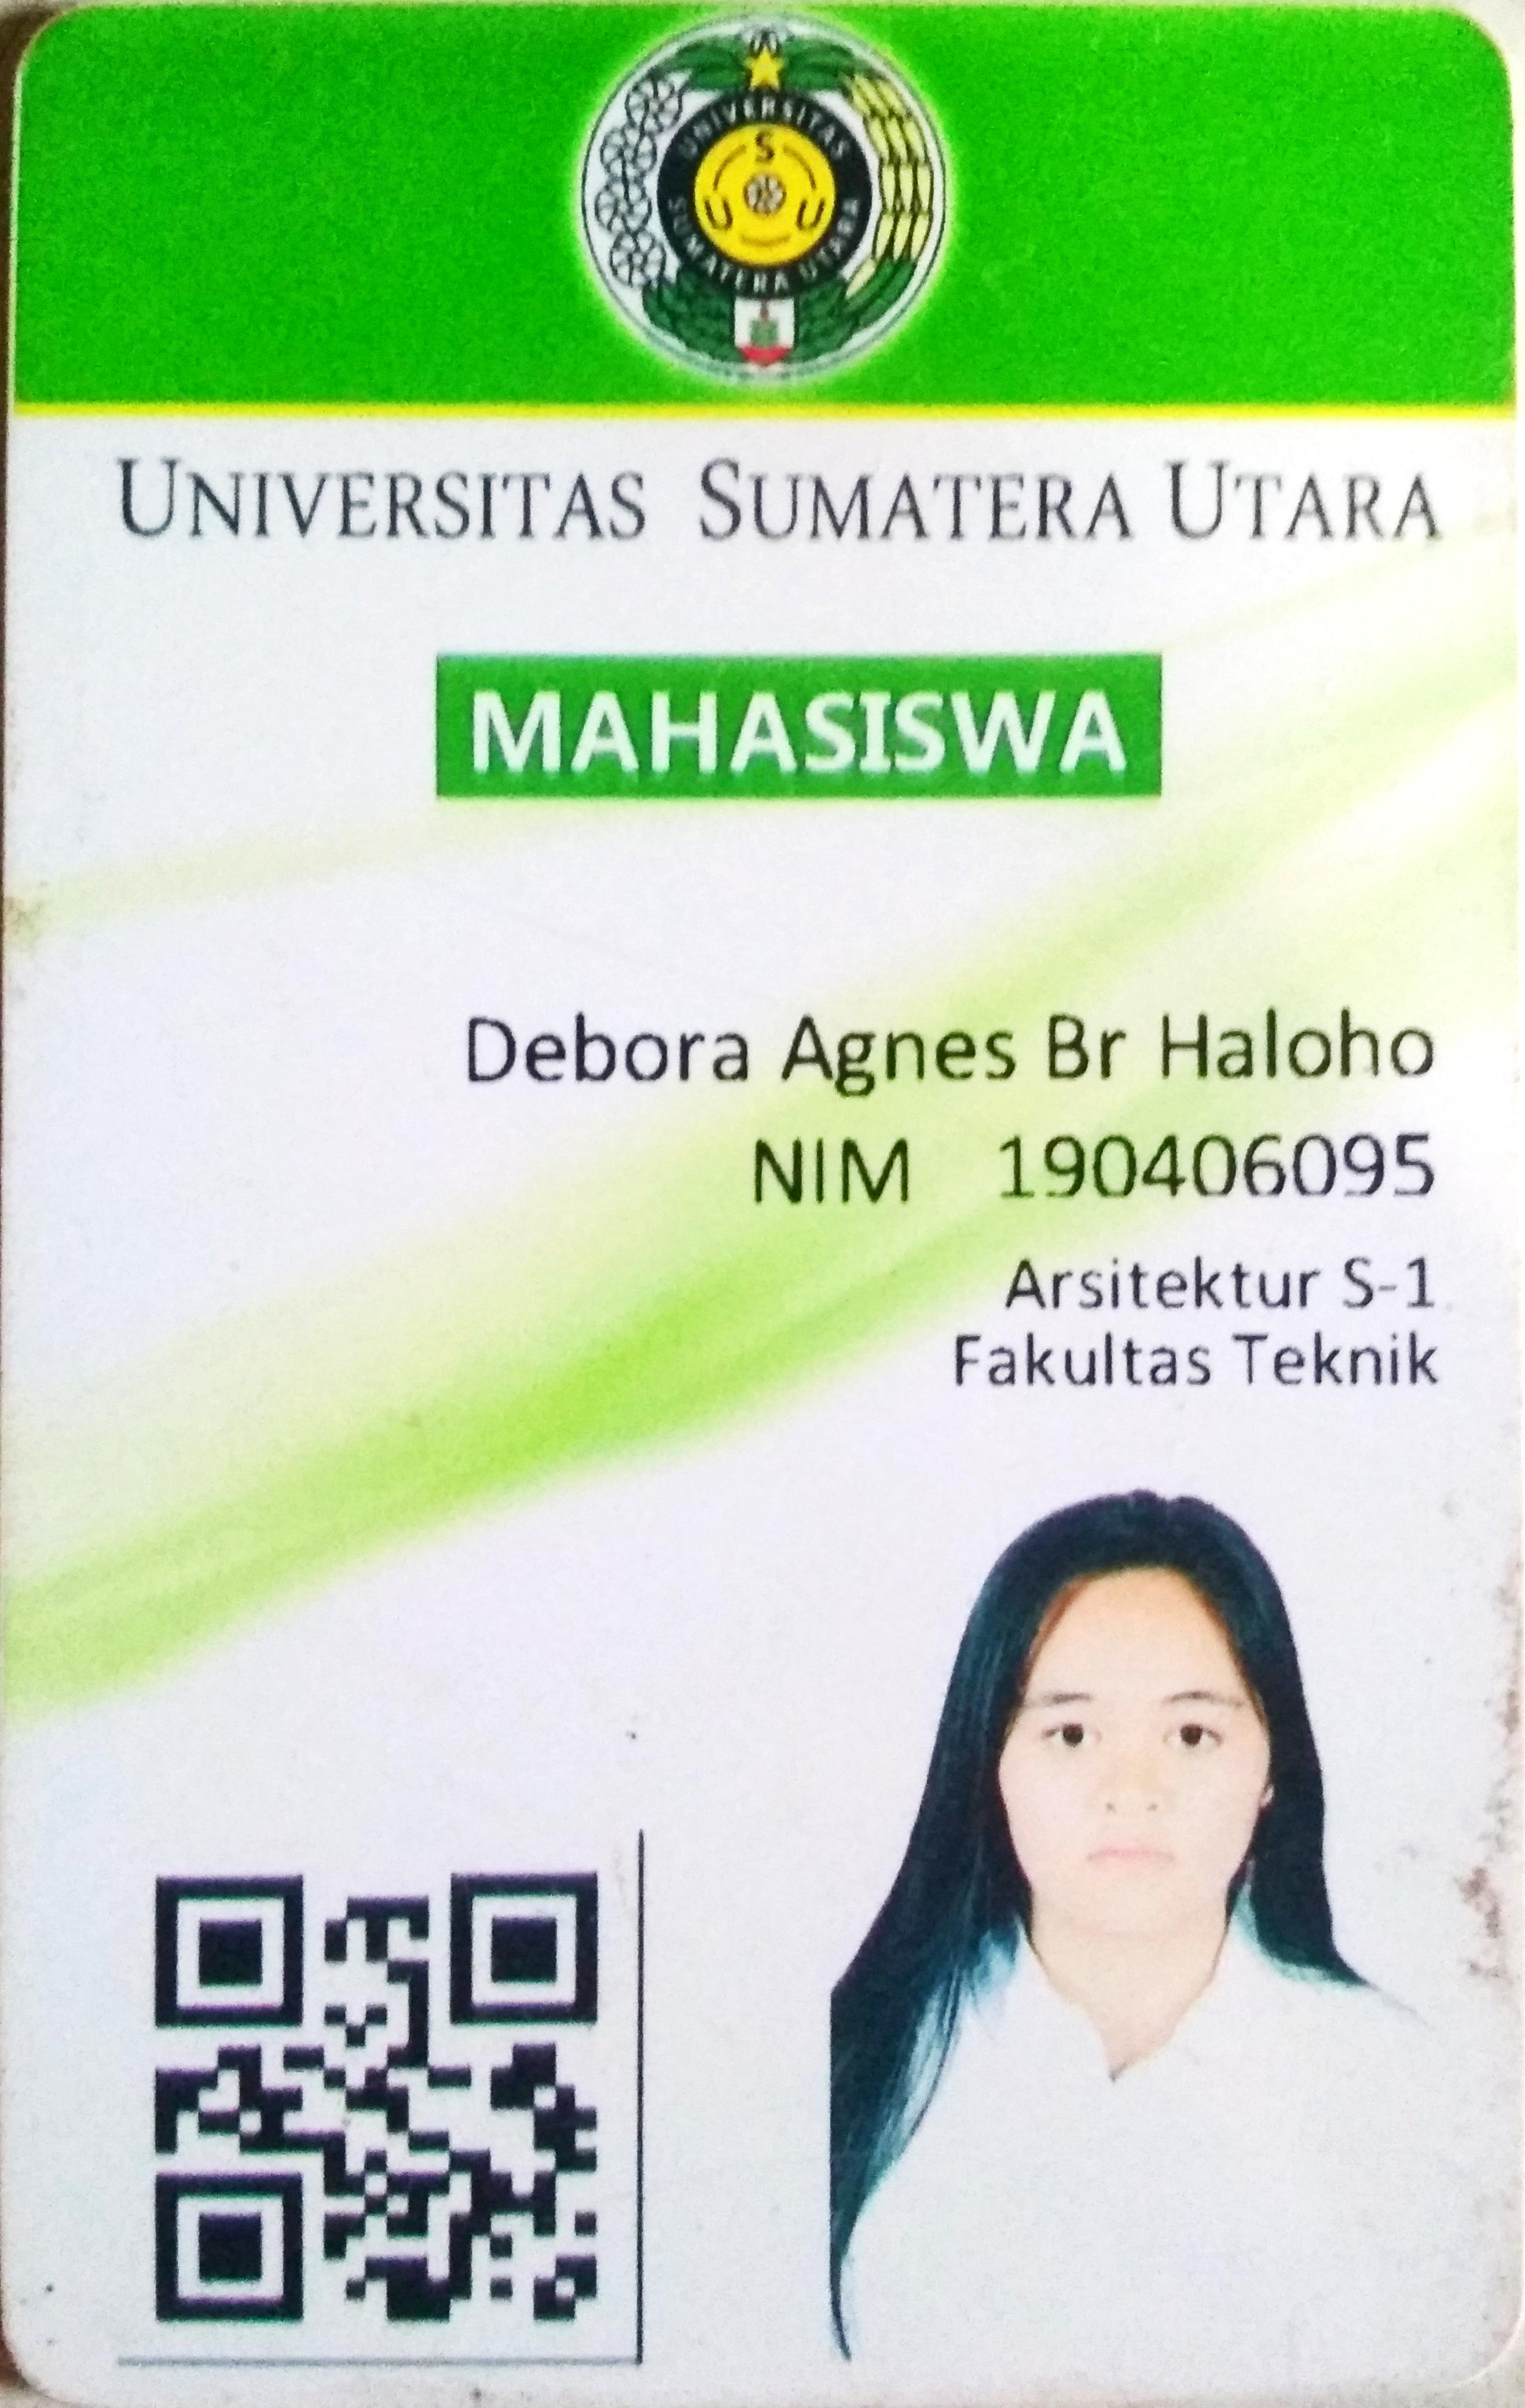 UNIVERSITAS
S
U U
SUMATERA UTARA
UNIVERSITAS SUMATERA UTARA
MAHASISWA
Debora Agnes Br Haloho
NIM 190406095
Arsitektur S-1
Fakultas Teknik